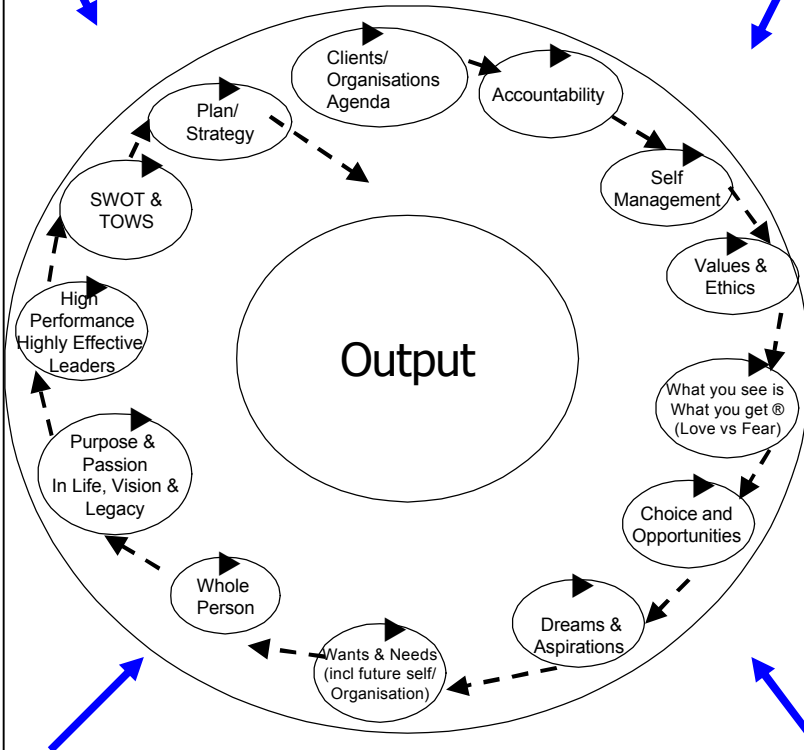 Clients/
Organisations
Agenda
Accountability
Self
Management
Values &
Ethics
What you see is
What you get ®
(Love vs Fear)
Choice and
Opportunities
Dreams &
Aspirations
Wants & Needs
(incl future self/
Organisation)
Whole
Person
Purpose &
Passion
In Life, Vision &
Legacy
High
Performance
Highly Effective
Leaders
SWOT &
TOWS
Plan/
Strategy
Output